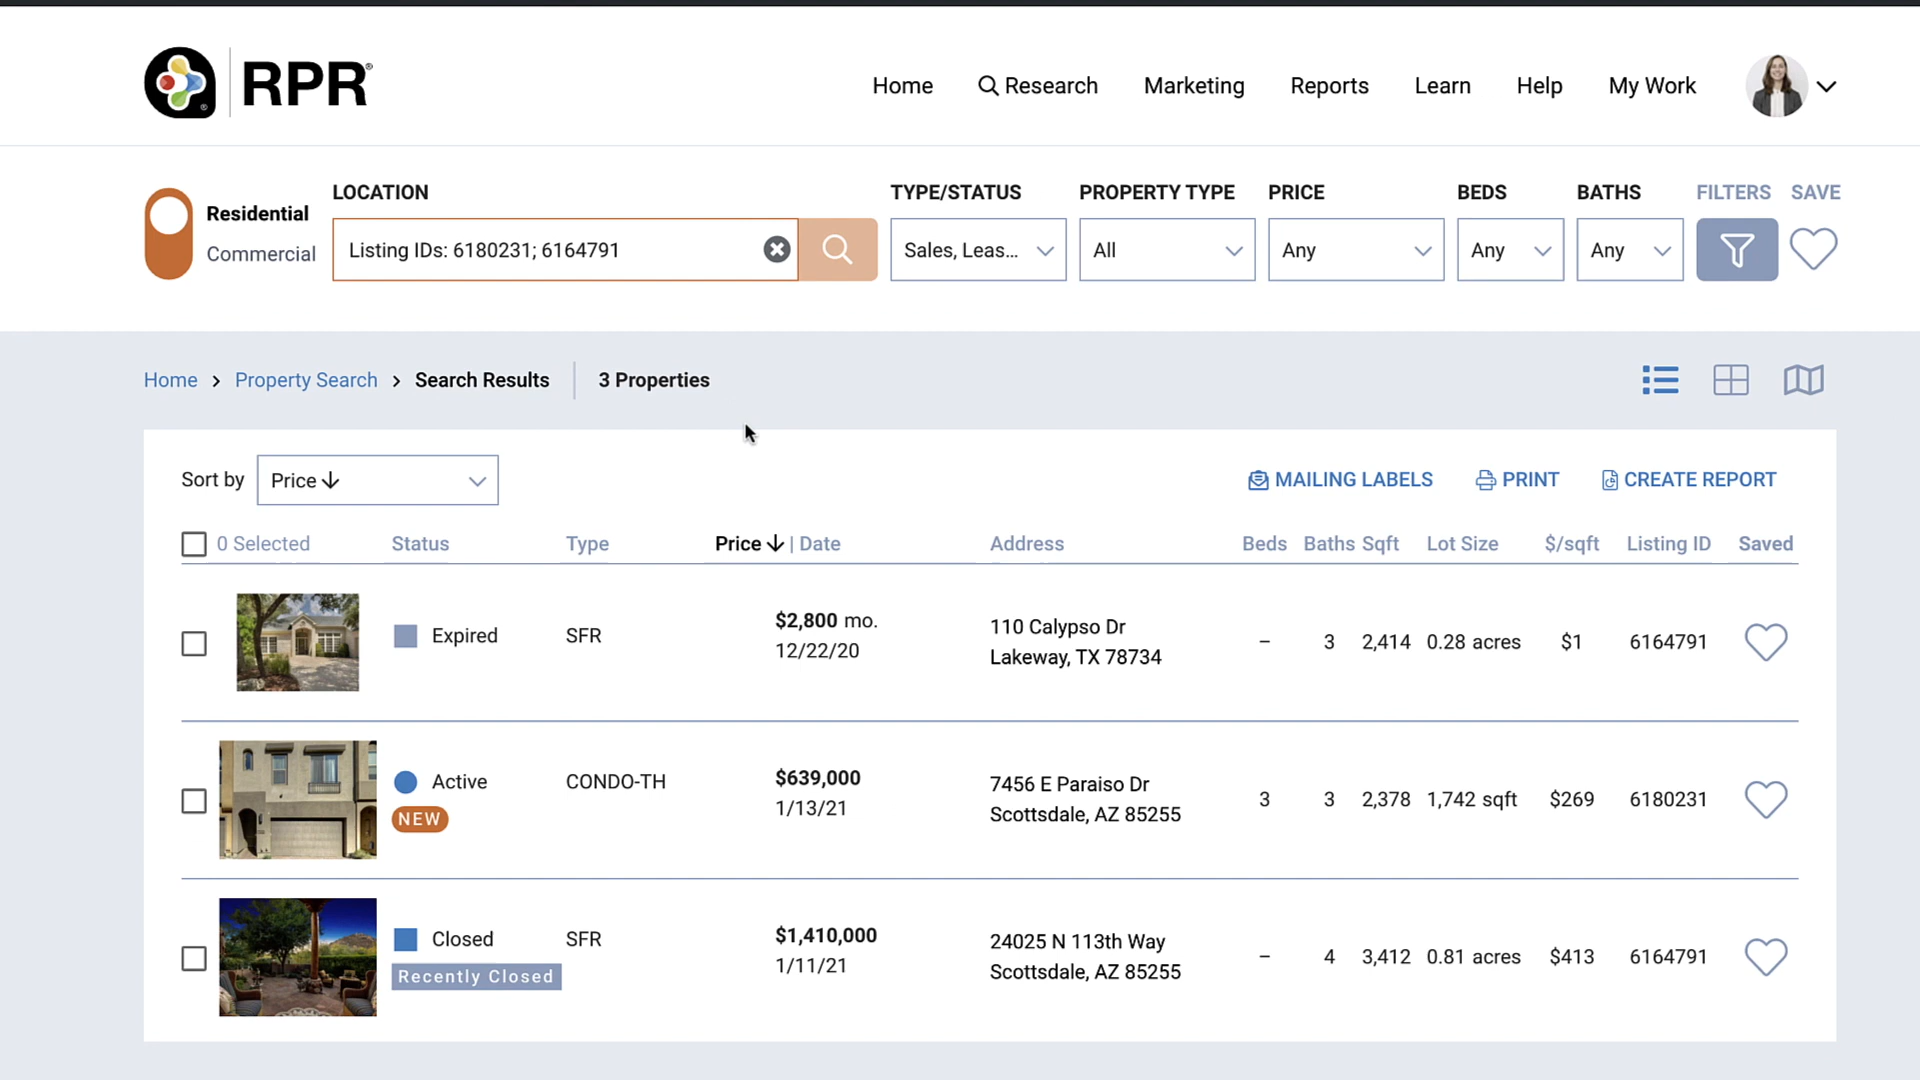 RPR®
Home Research Marketing Reports Learn Help My Work
LOCATION TYPE/STATUS PROPERTY TYPE PRICE BEDS BATHS FILTERS SAVE
Residential
Commercial
Listing IDs: 6180231; 6164791 Sales, Leas... All Any Any Any
Home > Property Search > Search Results 3 Properties
Sort by Price MAILING LABELS PRINT CREATE REPORT
0 Selected Status Type Price | Date Address Beds Baths Sqft Lot Size $/sqft Listing ID Saved
Expired SFR $2,800 mo. 110 Calypso Dr – 3 2,414 0.28 acres $1 6164791
12/22/20 Lakeway, TX 78734
Active CONDO-TH $639,000 7456 E Paraiso Dr 3 3 2,378 1,742 sqft $269 6180231
NEW 1/13/21 Scottsdale, AZ 85255
Closed SFR $1,410,000 24025 N 113th Way – 4 3,412 0.81 acres $413 6164791
Recently Closed 1/11/21 Scottsdale, AZ 85255